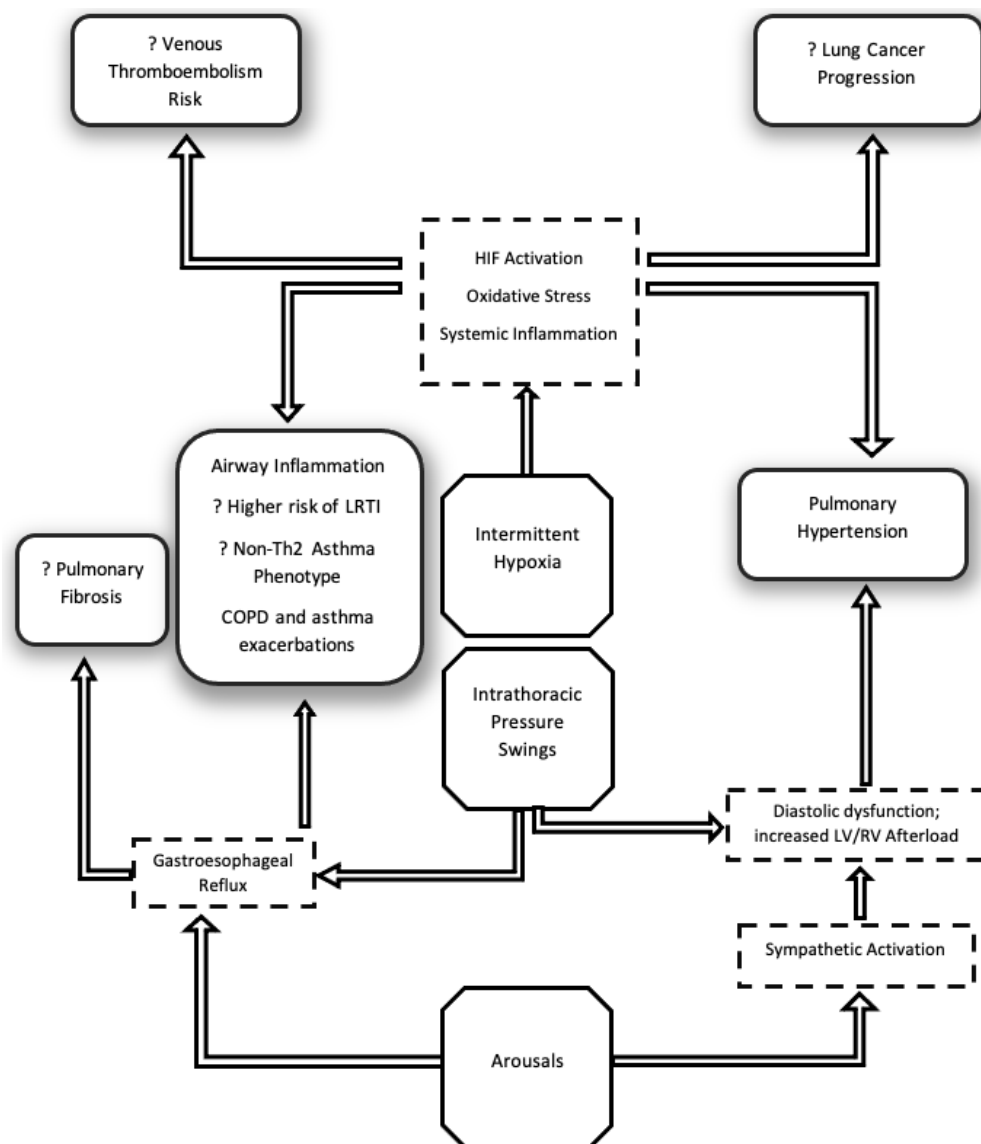 ? Venous
Thromboembolism
Risk
? Lung Cancer
Progression
HIF Activation
Oxidative Stress
Systemic Inflammation
Airway Inflammation
? Higher risk of LRTI
? Non-Th2 Asthma
Phenotype
COPD and asthma
exacerbations
? Pulmonary
Fibrosis
Intermittent
Hypoxia
Pulmonary
Hypertension
Intrathoracic
Pressure
Swings
Diastolic dysfunction;
increased LV/RV Afterload
Gastroesophageal
Reflux
Sympathetic Activation
Arousals